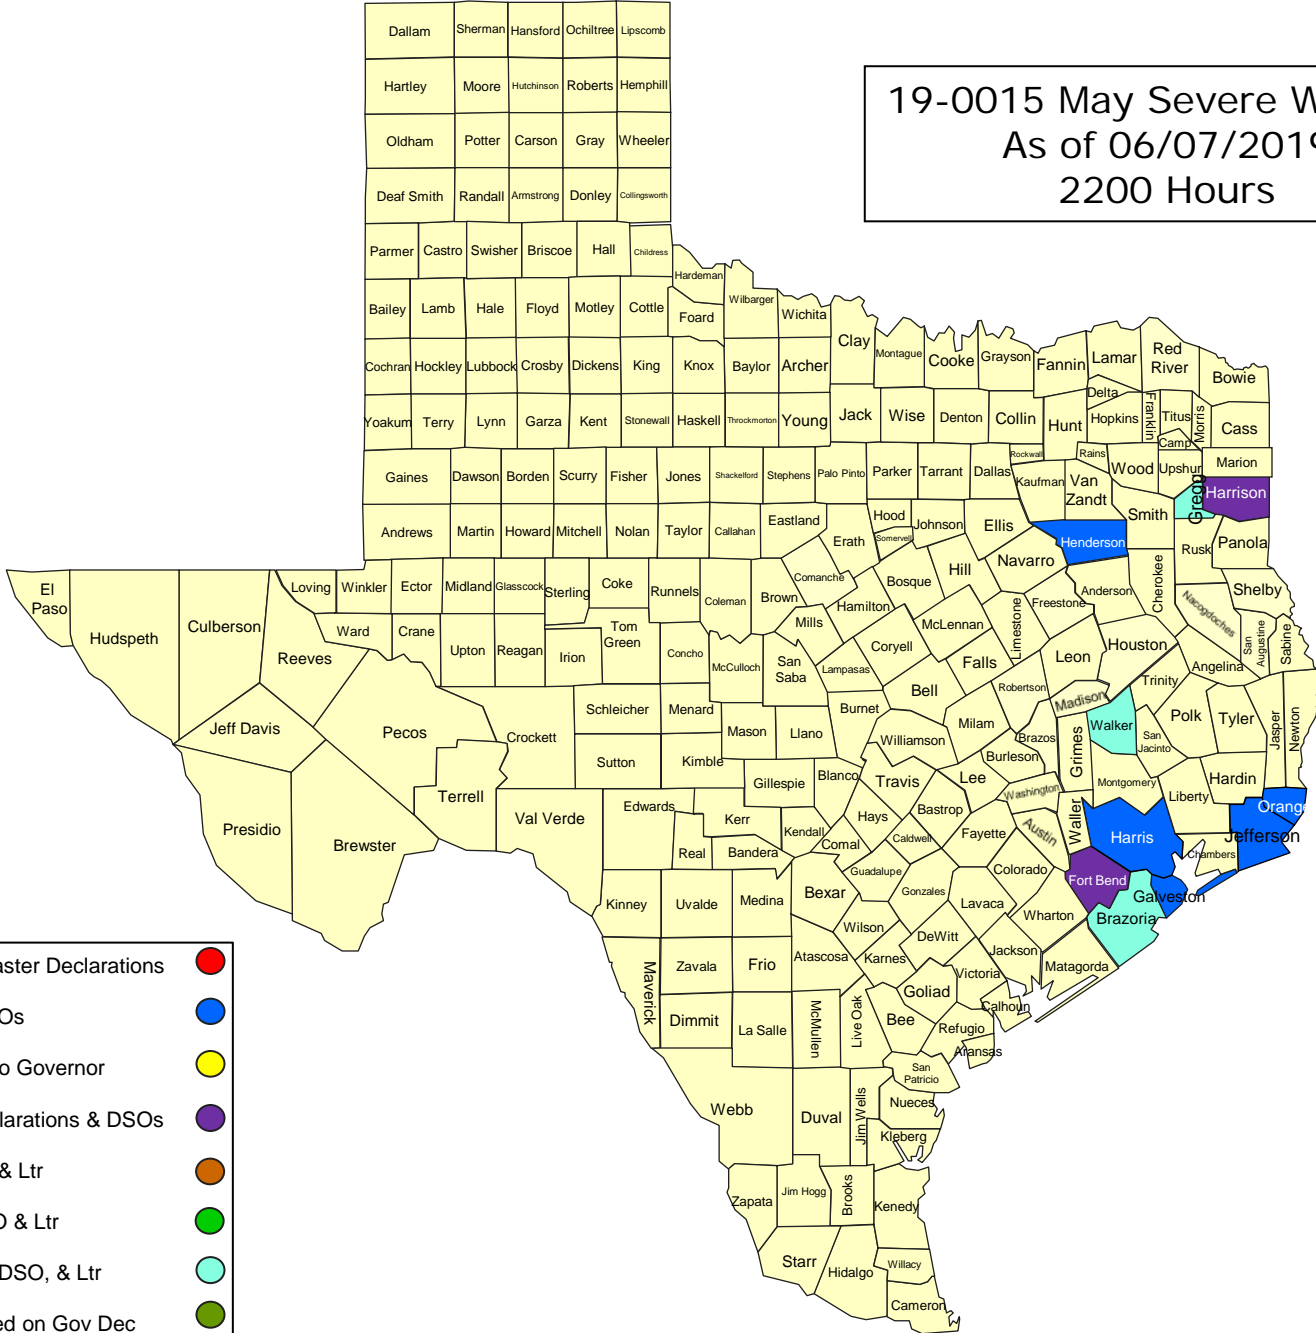 Dallam Sherman Hansford Ochiltree Lipscomb
Hartley Moore Hutchinson Roberts Hemphill
19-0015 May Severe W
As of 06/07/2019
2200 Hours
Oldham Potter Carson Gray Wheeler
Deaf Smith Randall Armstrong Donley Collingsworth
Parmer Castro Swisher Briscoe Hall Childress
Hardeman
Bailey Lamb Hale Floyd Motley Cottle Foard Wilbarger Wichita
Clay Montague Cooke Grayson Fannin Lamar Red
River Bowie
Cochran Hockley Lubbock Crosby Dickens King Knox Baylor Archer
Delta
Yoakum Terry Lynn Garza Kent Stonewall Haskell Throckmorton Young Jack Wise Denton Collin Hunt Hopkins Franklin Titus Morris Cass
Camp
Gaines Dawson Borden Scurry Fisher Jones Shackelford Stephens Palo Pinto Parker Tarrant Dallas Rockwall Kaufman Rains Van
Zandt Wood Upshur Marion
Gregg Harrison
Andrews Martin Howard Mitchell Nolan Taylor Callahan Eastland Erath Hood Somervell Johnson Ellis Henderson Smith Rusk Panola
El
Paso Hudspeth Culberson Loving Winkler Ector Midland Glasscock Sterling Coke Runnels Coleman Brown Comanche Hamilton Bosque Hill Navarro Freestone Anderson Cherokee Nacogdoches Shelby
Reeves Ward Crane Upton Reagan Irion Tom
Green Concho McCulloch San
Saba Mills Lampasas Coryell McLennan Limestone Falls Leon Houston Angelina San
Augustine Sabine
Jeff Davis Pecos Crockett Schleicher Menard Mason Llano Burnet Bell Milam Robertson Madison Walker Trinity San
Jacinto Polk Tyler Jasper Newton
Sutton Kimble Gillespie Blanco Williamson Travis Lee Burleson Brazos Grimes Washington Montgomery Liberty Hardin
Presidio Brewster Terrell Val Verde Edwards Kerr Real Bandera Kendall Comal Hays Caldwell Bastrop Fayette Austin Waller Harris Chambers Orange
Jefferson
Kinney Uvalde Medina Bexar Guadalupe Gonzales Lavaca Colorado Wharton Fort Bend Brazoria Galveston
Maverick Zavala Frio Atascosa Wilson Karnes DeWitt Jackson Matagorda
Dimmit La Salle McMullen Live Oak Bee Goliad Victoria Calhoun
Refugio Aransas
San
Patricio
Webb Duval Jim Wells Nueces
Kleberg
Zapata Jim Hogg Brooks Kenedy
Starr Hidalgo Willacy
Cameron
aster Declarations
Os
o Governor
larations & DSOs
& Ltr
O & Ltr
DSO, & Ltr
ed on Gov Dec